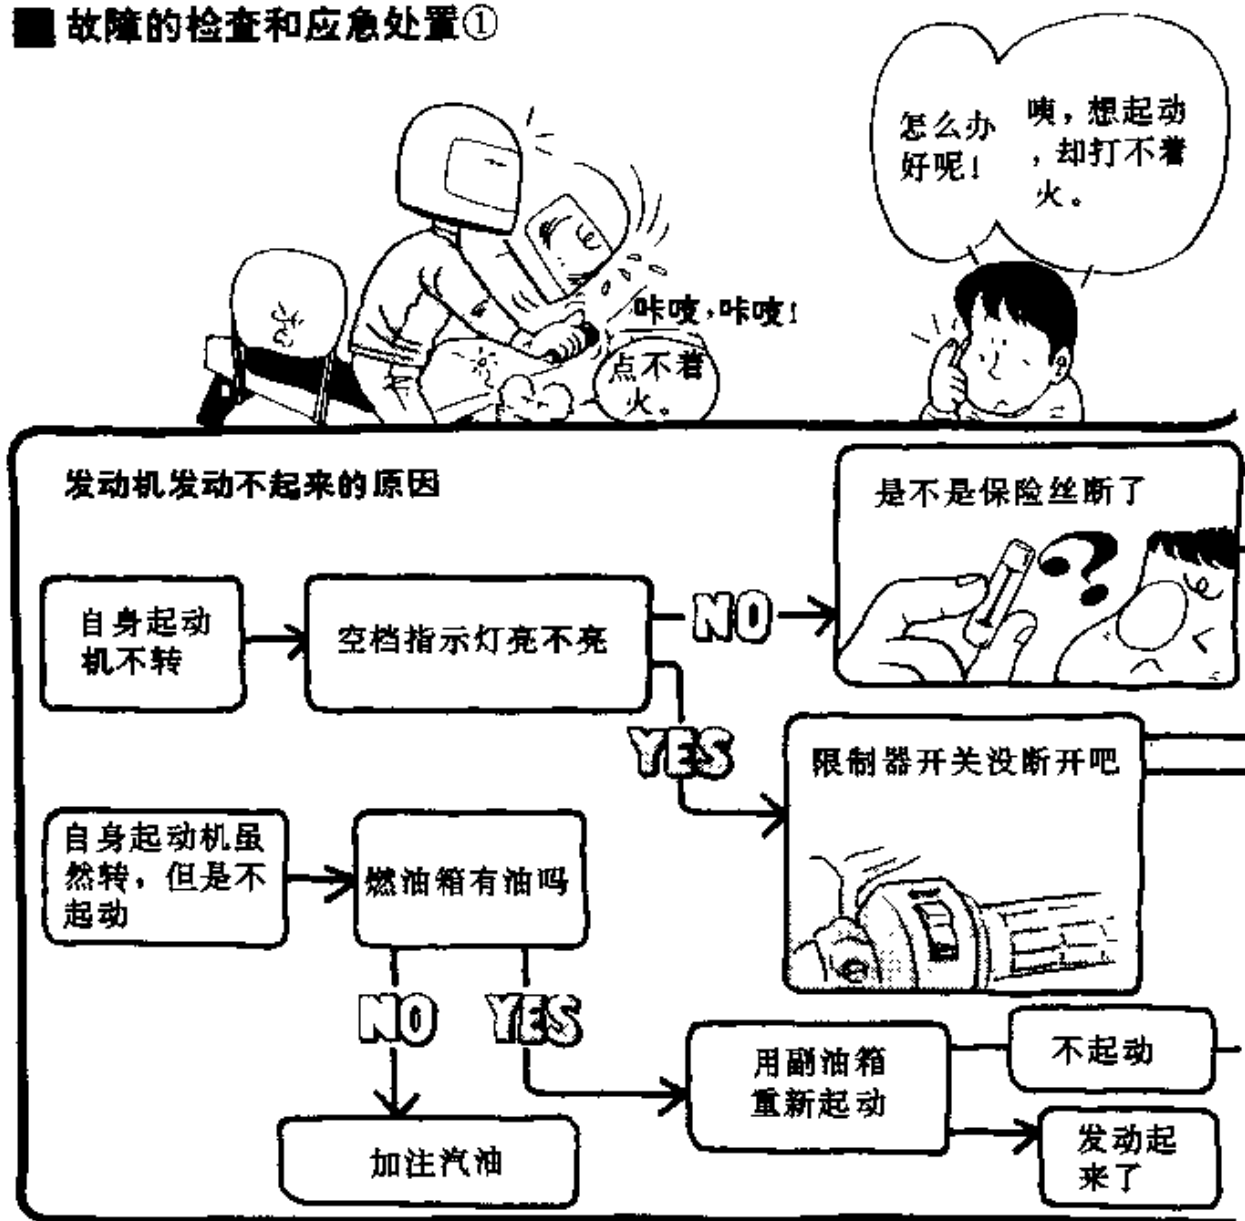 故障的检查和应急处置①
咦，想起动
，却打不着
火。
怎么办
好呢！
咔喳，咔喳！
点不着
火。
发动机发动不起来的原因
是不是保险丝断了
自身起动
机不转
空档指示灯亮不亮
NO
YES
限制器开关没断开吧
自身起动机虽
然转，但是不
起动
燃油箱有油吗
NO
YES
用副油箱
重新起动
不起动
加注汽油
发动起
来了